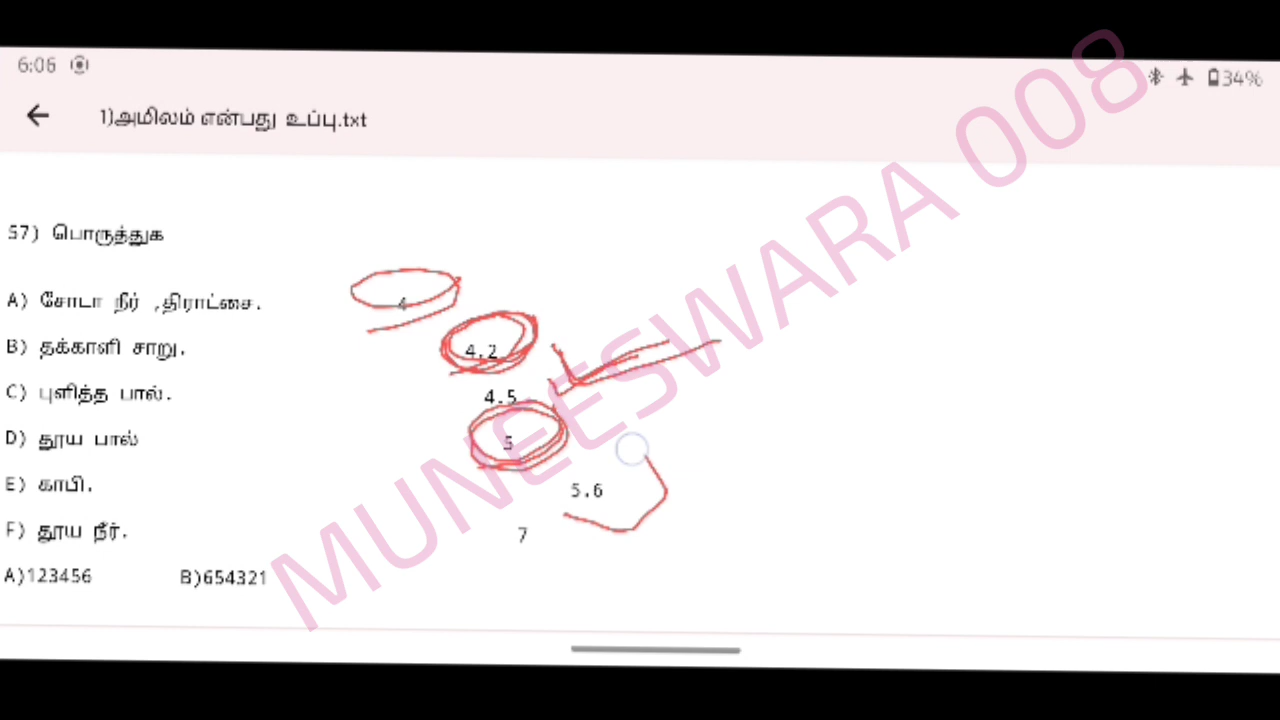 6:06 34%
1)அமிலம் என்பது உப்பு.txt
57) பொருத்துக
A) சோடா நீர் ,திராட்சை. 4
B) தக்காளி சாறு. 4.2
C) புளித்த பால். 4.5
D) தூய பால் 5
E) காபி. 5.6
F) தூய நீர். 7
A)123456 B)654321
MUNEESWARA 008